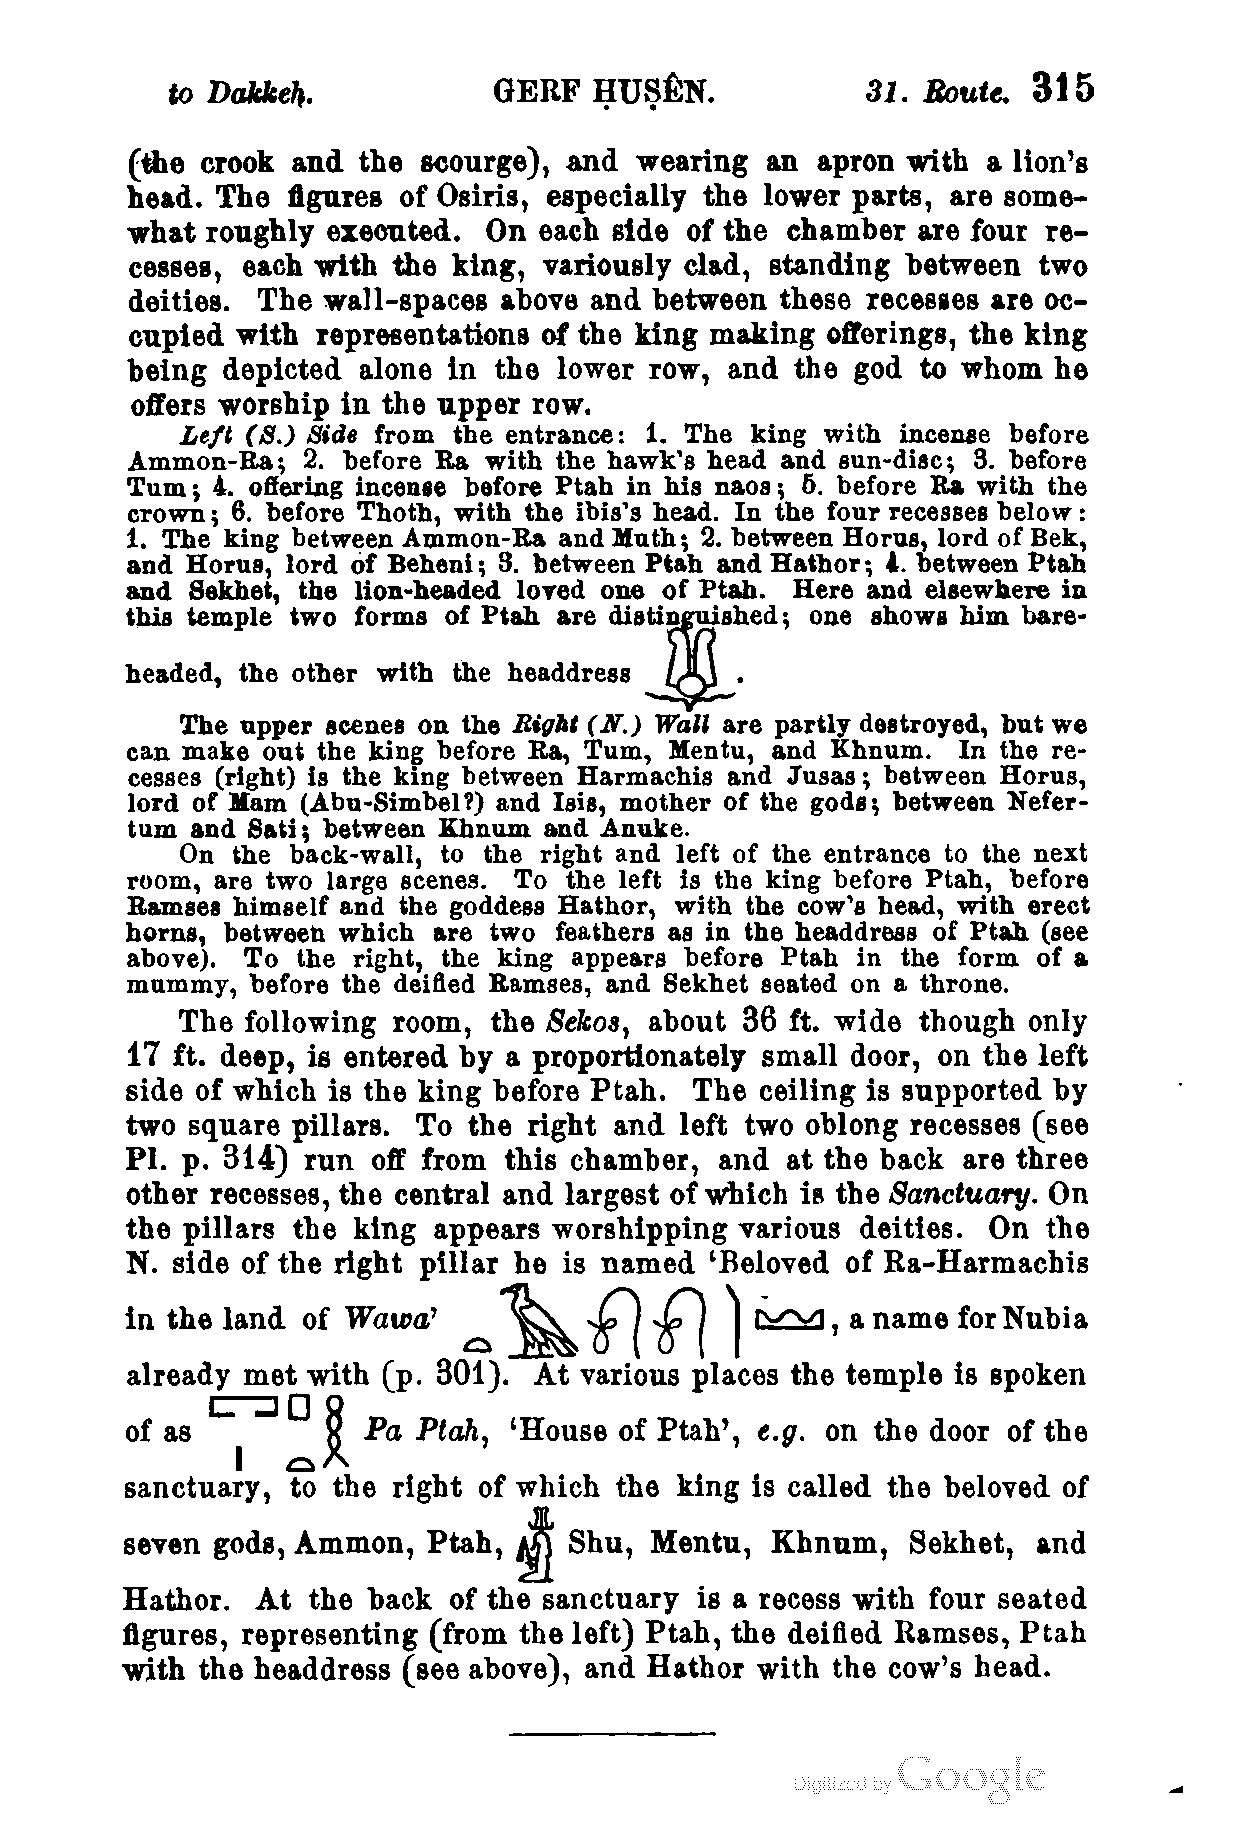 to Dakkeḥ. GERF ḤUṢÊN. 31. Route. 315
(the crook and the scourge), and wearing an apron with a lion's
head. The figures of Osiris, especially the lower parts, are some-
what roughly executed. On each side of the chamber are four re-
cesses, each with the king, variously clad, standing between two
deities. The wall-spaces above and between these recesses are oc-
cupied with representations of the king making offerings, the king
being depicted alone in the lower row, and the god to whom he
offers worship in the upper row.
Left (S.) Side from the entrance: 1. The king with incense before
Ammon-Ra; 2. before Ra with the hawk's head and sun-disc; 3. before
Tum; 4. offering incense before Ptah in his naos; 5. before Ra with the
crown; 6. before Thoth, with the ibis's head. In the four recesses below:
1. The king between Ammon-Ra and Muth; 2. between Horus, lord of Bek,
and Horus, lord of Beheni; 3. between Ptah and Hathor; 4. between Ptah
and Sekhet, the lion-headed loved one of Ptah. Here and elsewhere in
this temple two forms of Ptah are distinguished; one shows him bare-
headed, the other with the headdress .
The upper scenes on the Right (N.) Wall are partly destroyed, but we
can make out the king before Ra, Tum, Mentu, and Khnum. In the re-
cesses (right) is the king between Harmachis and Jusas; between Horus,
lord of Mam (Abu-Simbel?) and Isis, mother of the gods; between Nefer-
tum and Sati; between Khnum and Anuke.
On the back-wall, to the right and left of the entrance to the next
room, are two large scenes. To the left is the king before Ptah, before
Ramses himself and the goddess Hathor, with the cow's head, with erect
horns, between which are two feathers as in the headdress of Ptah (see
above). To the right, the king appears before Ptah in the form of a
mummy, before the deified Ramses, and Sekhet seated on a throne.
The following room, the Sekos, about 36 ft. wide though only
17 ft. deep, is entered by a proportionately small door, on the left
side of which is the king before Ptah. The ceiling is supported by
two square pillars. To the right and left two oblong recesses (see
Pl. p. 314) run off from this chamber, and at the back are three
other recesses, the central and largest of which is the Sanctuary. On
the pillars the king appears worshipping various deities. On the
N. side of the right pillar he is named 'Beloved of Ra-Harmachis
in the land of Wawa' , a name for Nubia
already met with (p. 301). At various places the temple is spoken
of as Pa Ptah, 'House of Ptah', e.g. on the door of the
sanctuary, to the right of which the king is called the beloved of
seven gods, Ammon, Ptah, Shu, Mentu, Khnum, Sekhet, and
Hathor. At the back of the sanctuary is a recess with four seated
figures, representing (from the left) Ptah, the deified Ramses, Ptah
with the headdress (see above), and Hathor with the cow's head.
Digitized by Google